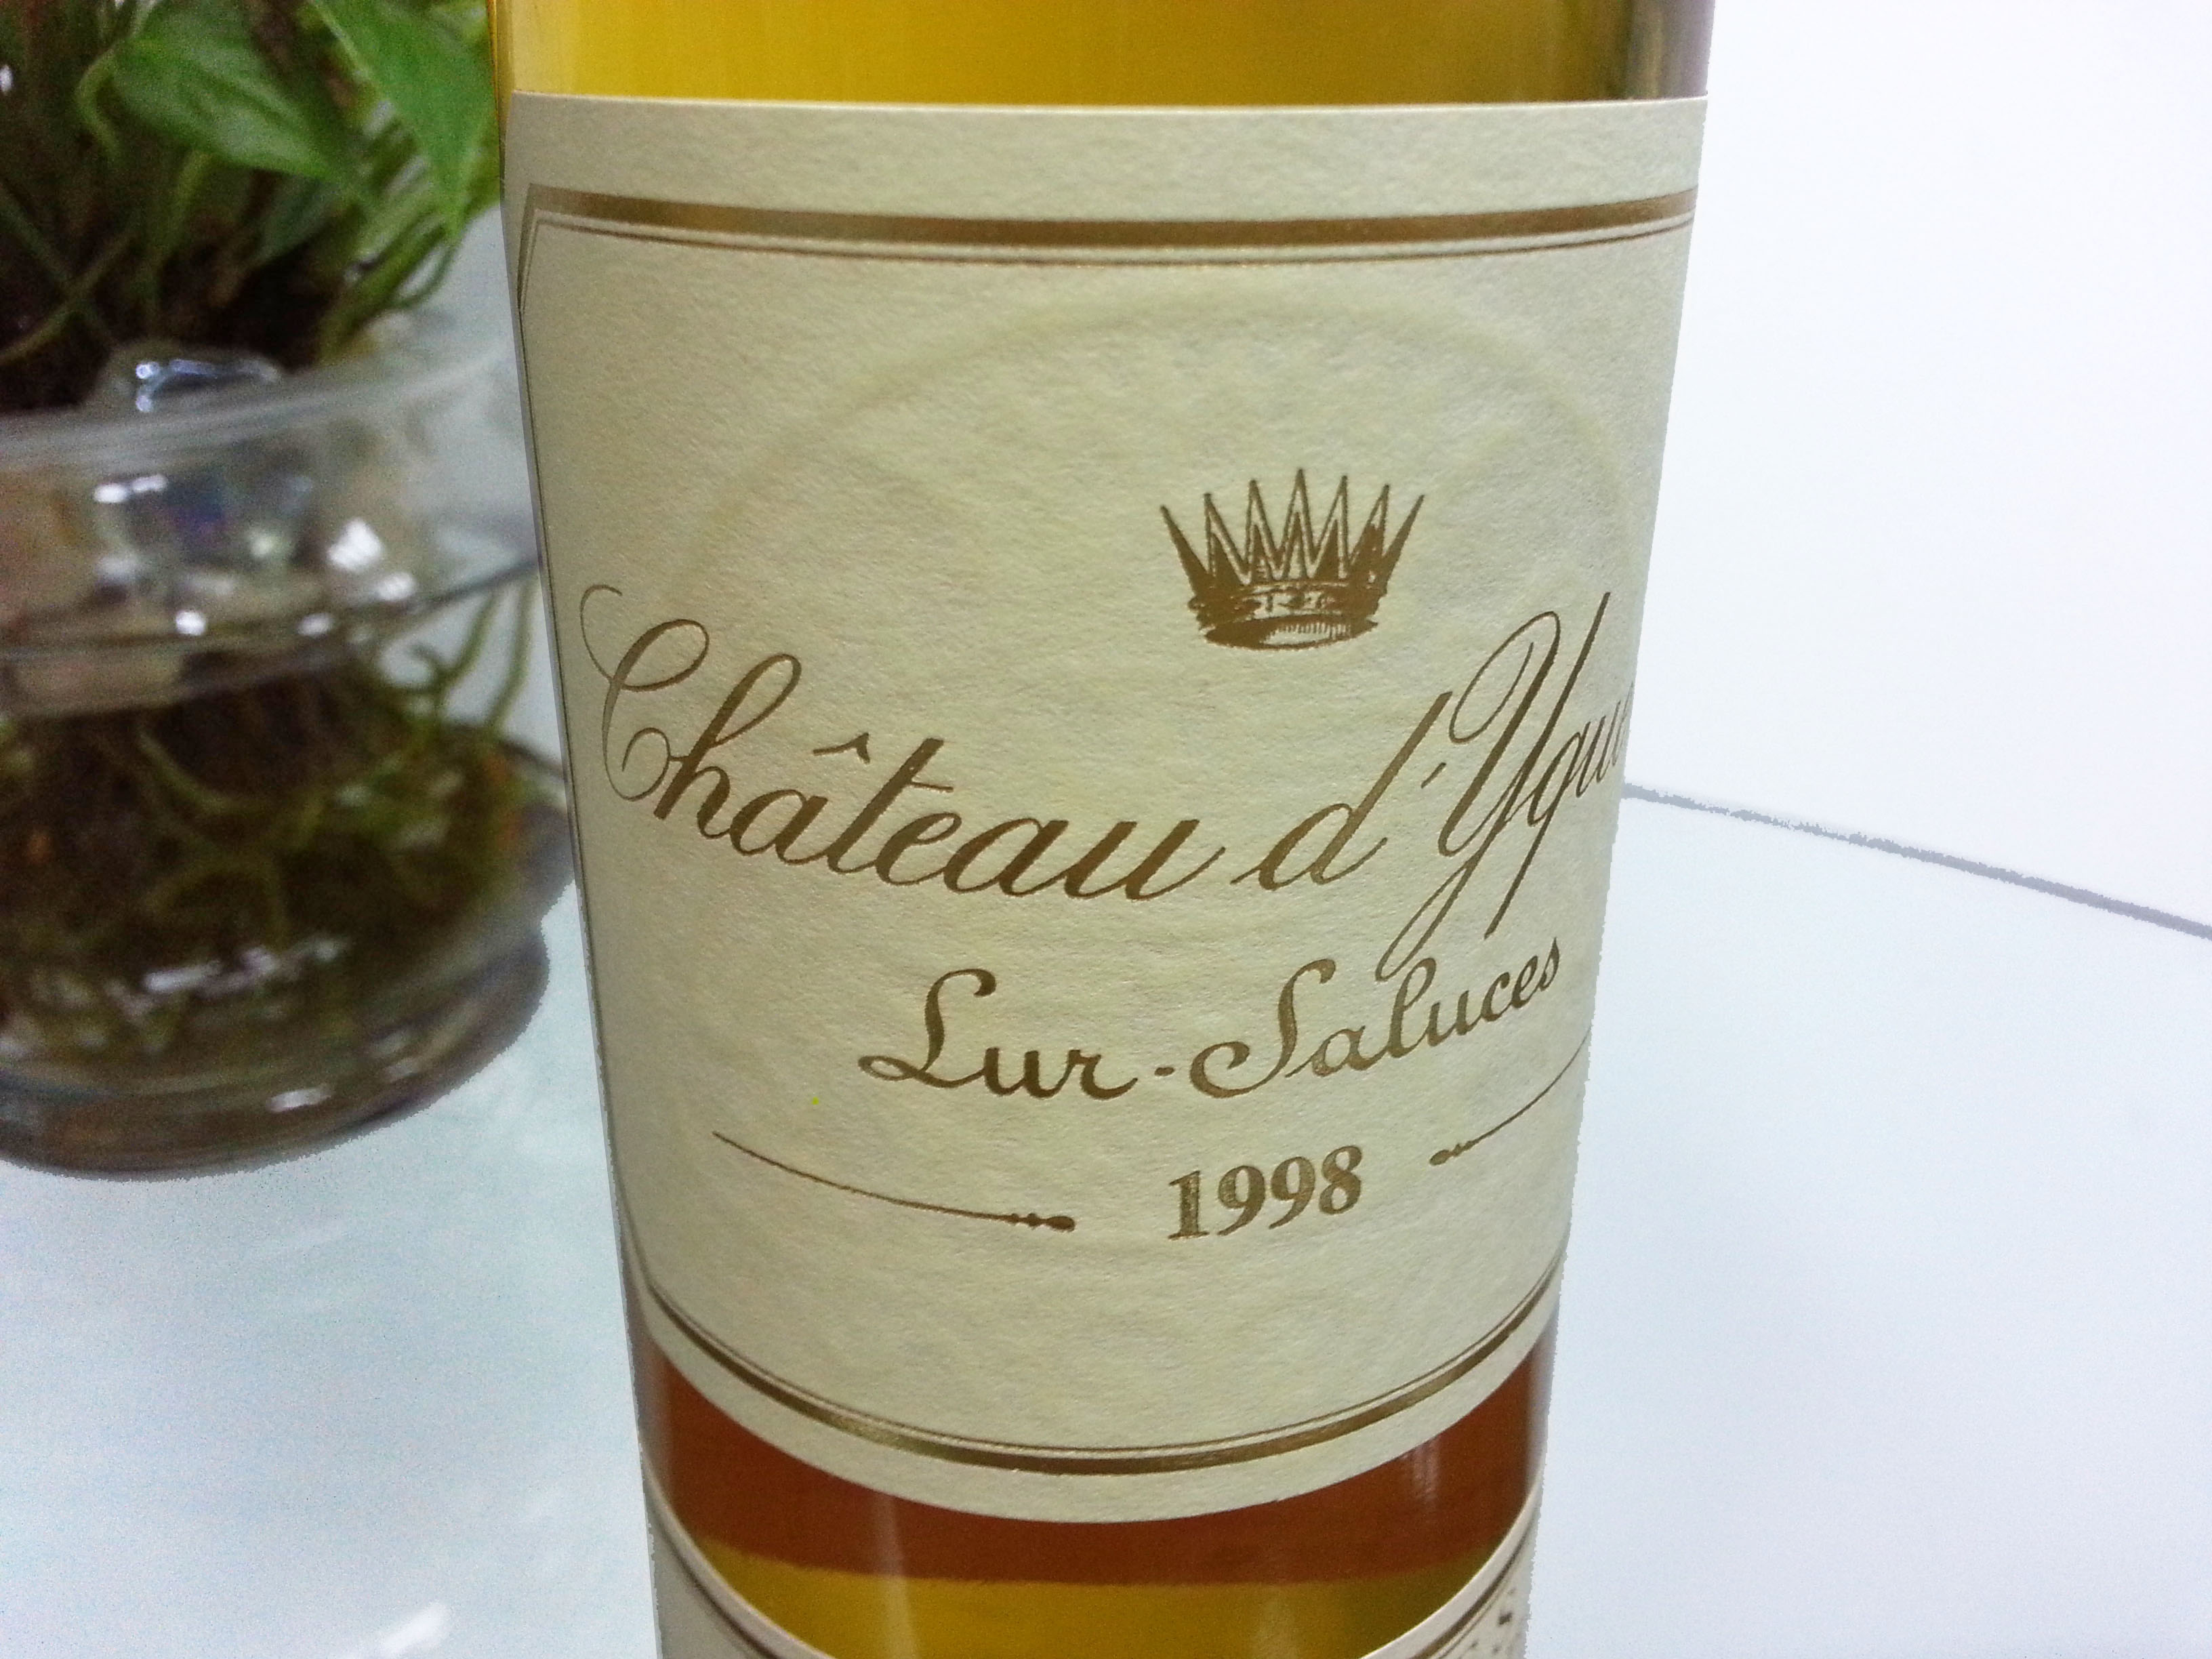 Château d'Yque
Lur-Saluces
1998